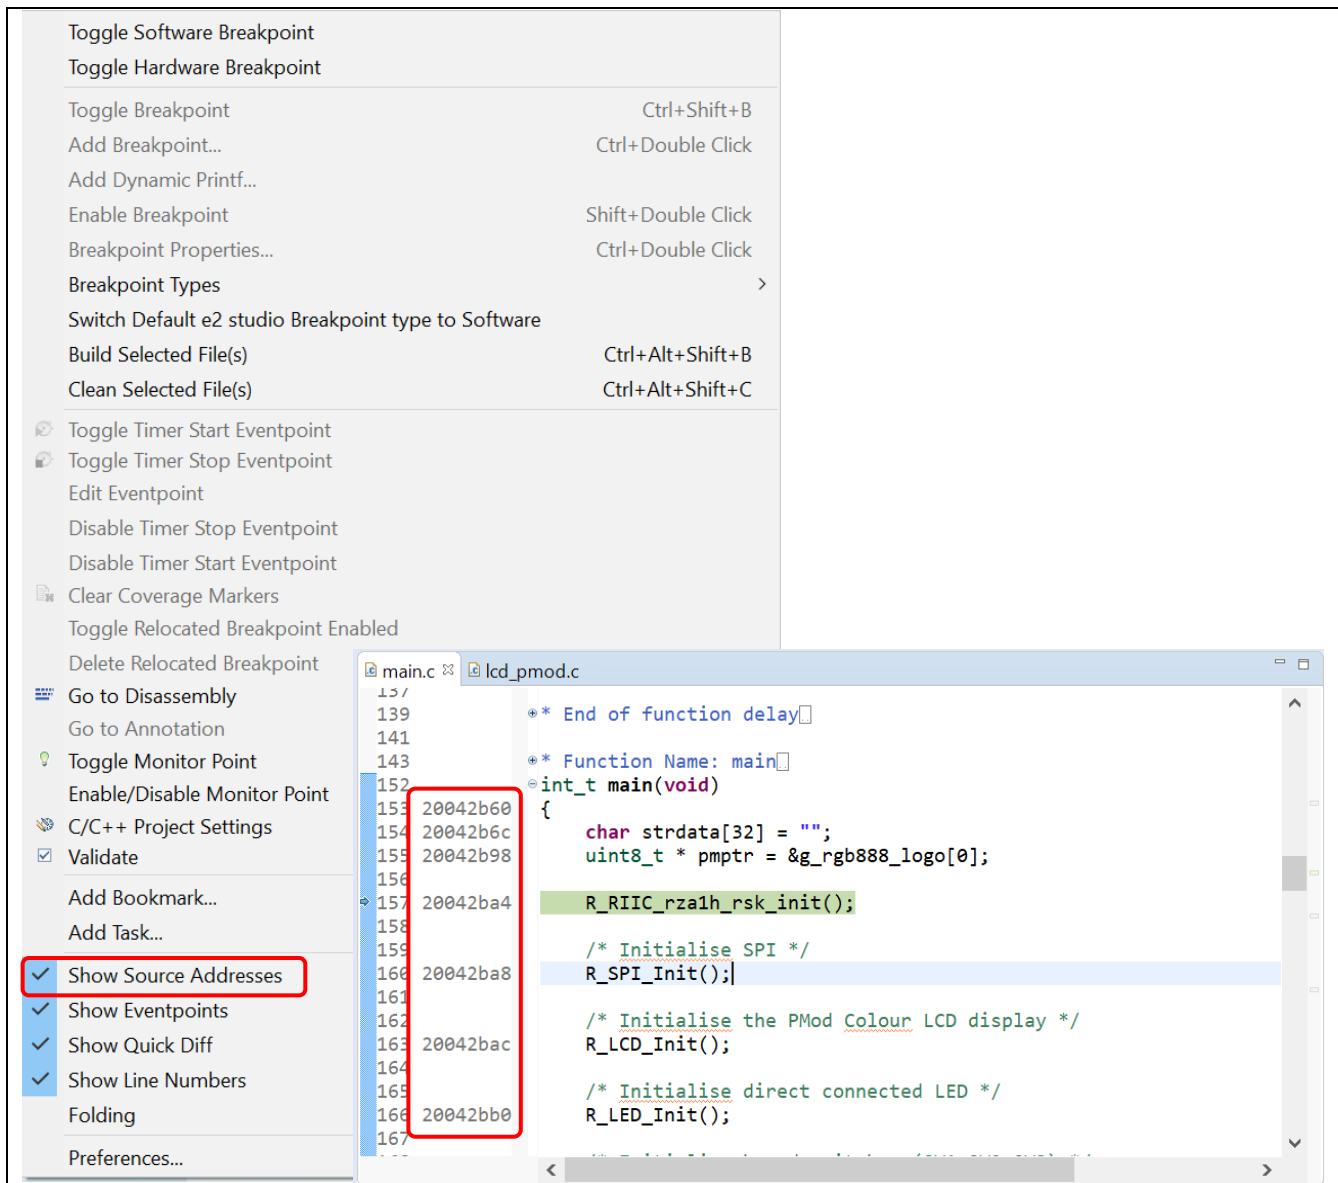 Toggle Software Breakpoint
Toggle Hardware Breakpoint
Toggle Breakpoint Ctrl+Shift+B
Add Breakpoint... Ctrl+Double Click
Add Dynamic Printf...
Enable Breakpoint Shift+Double Click
Breakpoint Properties... Ctrl+Double Click
Breakpoint Types
Switch Default e2 studio Breakpoint type to Software
Build Selected File(s) Ctrl+Alt+Shift+B
Clean Selected File(s) Ctrl+Alt+Shift+C
Toggle Timer Start Eventpoint
Toggle Timer Stop Eventpoint
Edit Eventpoint
Disable Timer Stop Eventpoint
Disable Timer Start Eventpoint
Clear Coverage Markers
Toggle Relocated Breakpoint Enabled
Delete Relocated Breakpoint
Go to Disassembly
Go to Annotation
Toggle Monitor Point
Enable/Disable Monitor Point
C/C++ Project Settings
Validate
Add Bookmark...
Add Task...
Show Source Addresses
Show Eventpoints
Show Quick Diff
Show Line Numbers
Folding
Preferences...
main.c lcd_pmod.c
137
139 * End of function delay
141
143 * Function Name: main
152 int_t main(void)
153 20042b60 {
154 20042b6c char strdata[32] = "";
155 20042b98 uint8_t * pmptr = &g_rgb888_logo[0];
156
157 20042ba4 R_RIIC_rza1h_rsk_init();
158
159 /* Initialise SPI */
160 20042ba8 R_SPI_Init();
161
162 /* Initialise the PMod Colour LCD display */
163 20042bac R_LCD_Init();
164
165 /* Initialise direct connected LED */
166 20042bb0 R_LED_Init();
167